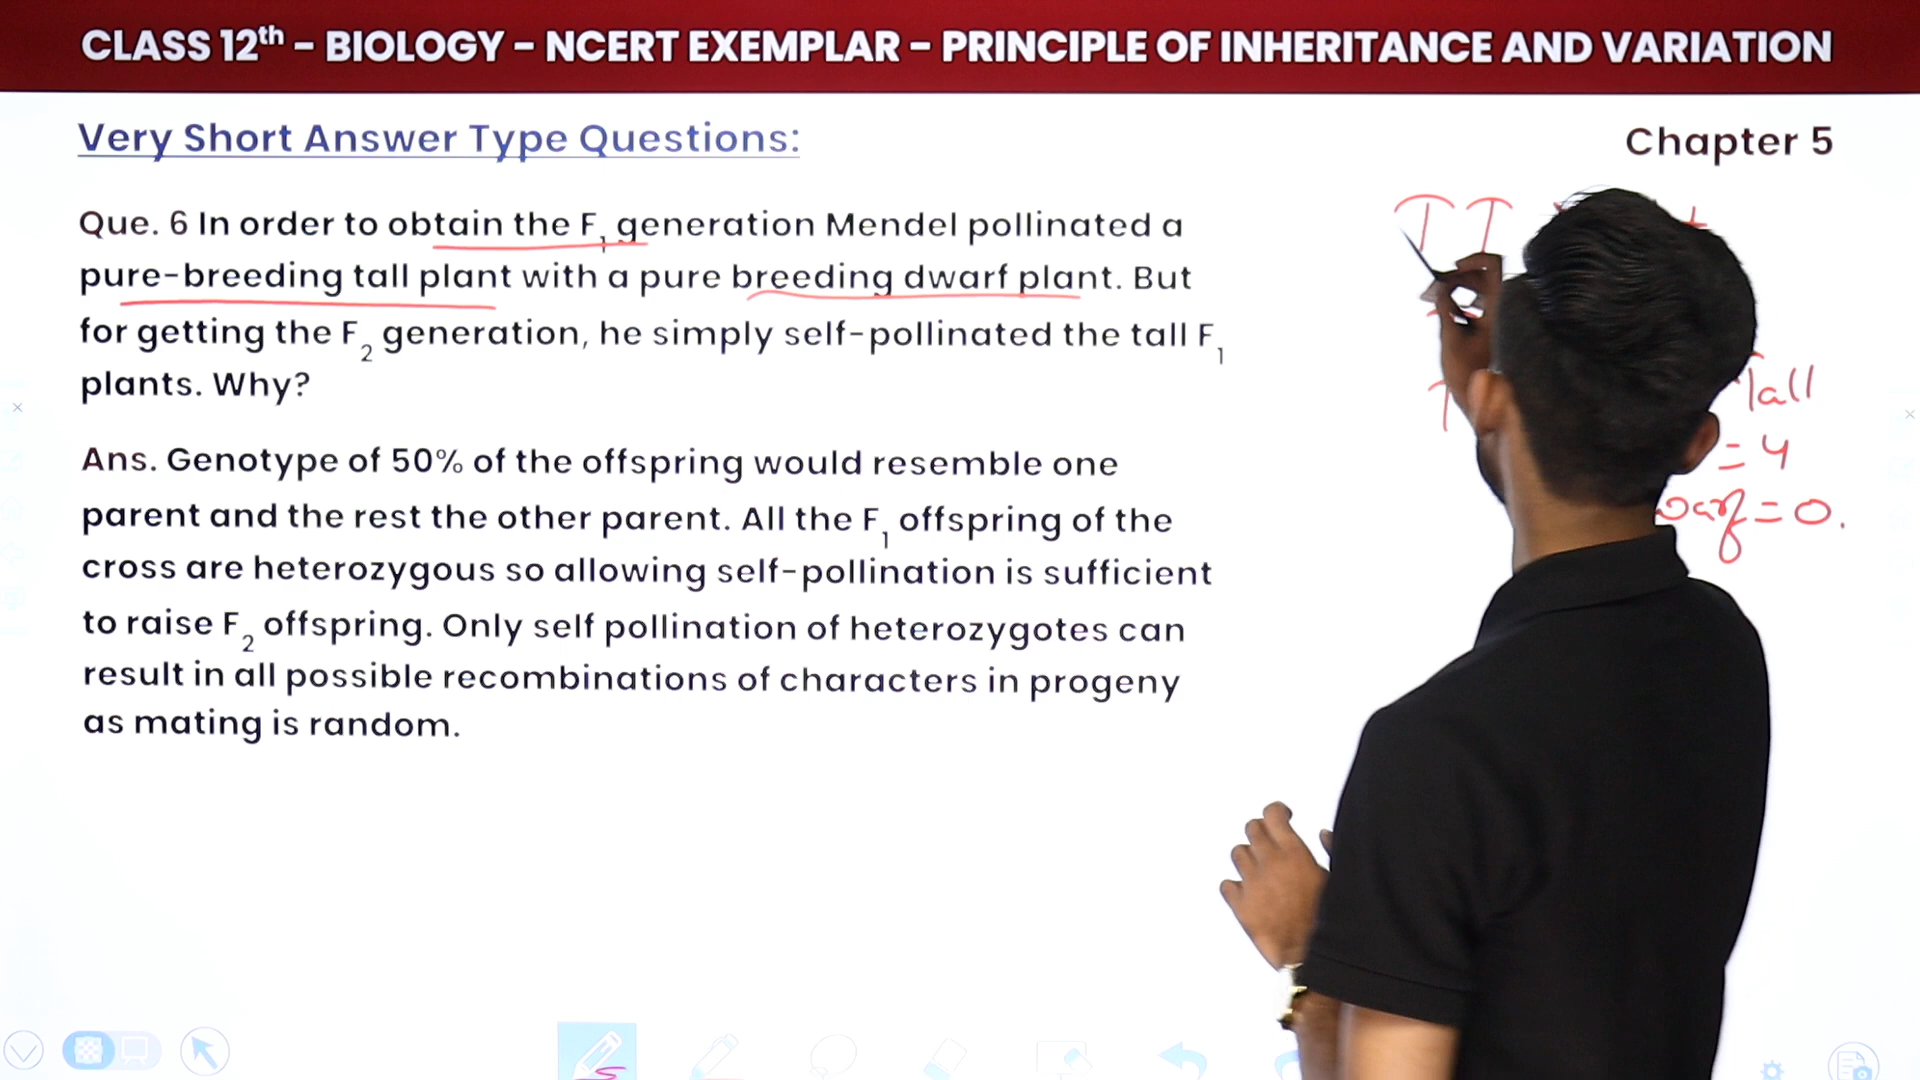 CLASS 12th – BIOLOGY – NCERT EXEMPLAR – PRINCIPLE OF INHERITANCE AND VARIATION
Very Short Answer Type Questions:
Chapter 5
Que. 6 In order to obtain the F1 generation Mendel pollinated a
pure-breeding tall plant with a pure breeding dwarf plant. But
for getting the F2 generation, he simply self-pollinated the tall F1
plants. Why?
Ans. Genotype of 50% of the offspring would resemble one
parent and the rest the other parent. All the F1 offspring of the
cross are heterozygous so allowing self-pollination is sufficient
to raise F2 offspring. Only self pollination of heterozygotes can
result in all possible recombinations of characters in progeny
as mating is random.
TT
Tall
= 4
= 0.